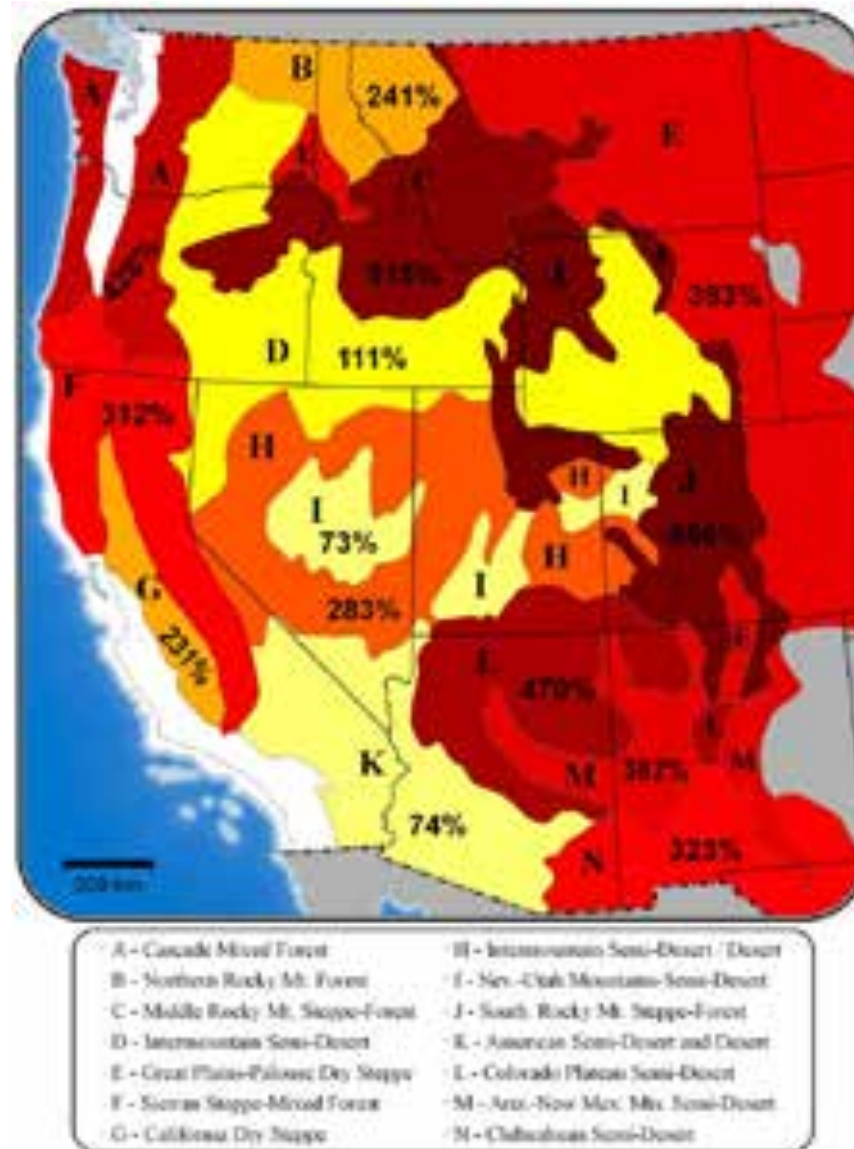 B
241%
A
E
A
393%
D
111%
F
312%
H
H
J
I
I
73%
H
I
283%
G
231%
L
470%
K
M
M
74%
N
323%
A - Cascade Mixed Forest
B - Northern Rocky Mt. Forest
C - Middle Rocky Mt. Steppe-Forest
D - Intermountain Semi-Desert
E - Great Plains-Palouse Dry Steppe
F - Sierran Steppe-Mixed Forest
G - California Dry Steppe
H - Intermountain Semi-Desert / Desert
I - Nev.-Utah Mountains-Semi-Desert
J - South. Rocky Mt. Steppe-Forest
K - American Semi-Desert and Desert
L - Colorado Plateau Semi-Desert
M - Ariz.-New Mex. Mts. Semi-Desert
N - Chihuahuan Semi-Desert